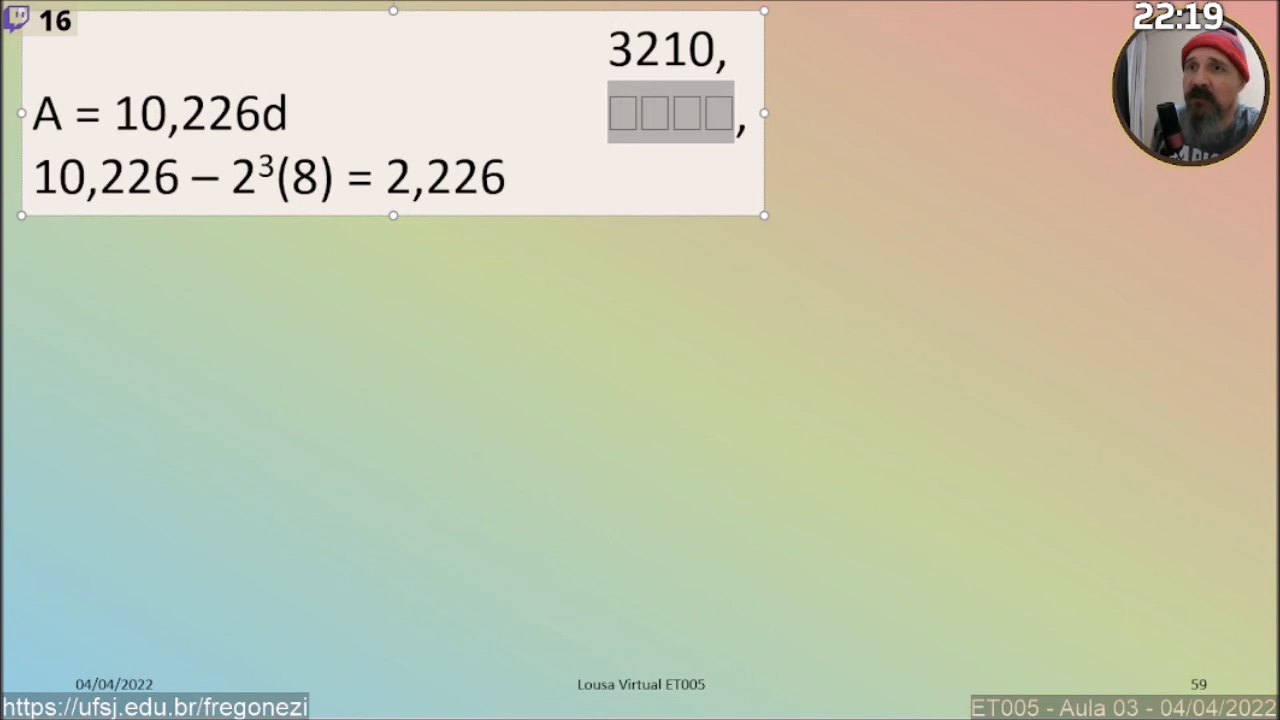 16
22:19
3210,
A = 10,226d
□□□□,
10,226 – 2³(8) = 2,226
04/04/2022
Lousa Virtual ET005
59
https://ufsj.edu.br/fregonezi
ET005 - Aula 03 - 04/04/2022